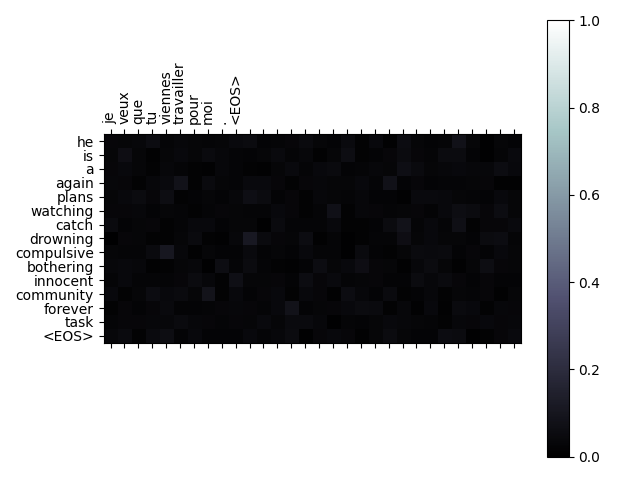 je
veux
que
tu
viennes
travailler
pour
moi
.
<EOS>
he
is
a
again
plans
watching
catch
drowning
compulsive
bothering
innocent
community
forever
task
<EOS>
1.0
0.8
0.6
0.4
0.2
0.0